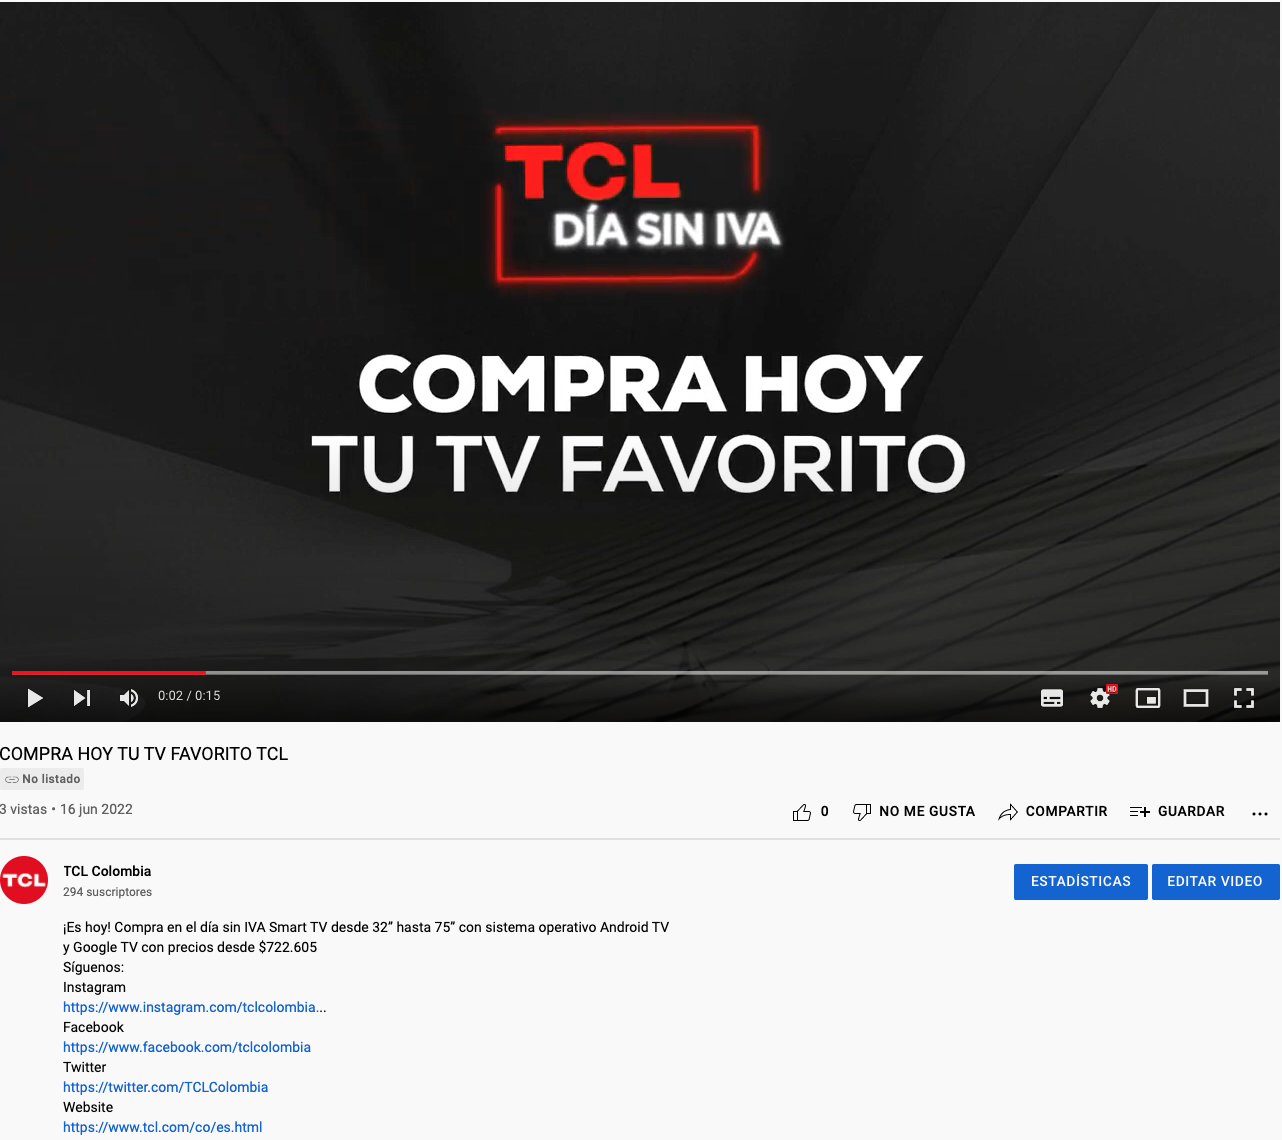 TCL
DÍA SIN IVA
COMPRA HOY
TU TV FAVORITO
0:02 / 0:15
HD
COMPRA HOY TU TV FAVORITO TCL
No listado
3 vistas • 16 jun 2022
0 NO ME GUSTA COMPARTIR GUARDAR ...
TCL
TCL Colombia
294 suscriptores
ESTADÍSTICAS EDITAR VIDEO
¡Es hoy! Compra en el día sin IVA Smart TV desde 32” hasta 75” con sistema operativo Android TV
y Google TV con precios desde $722.605
Síguenos:
Instagram
https://www.instagram.com/tclcolombia...
Facebook
https://www.facebook.com/tclcolombia
Twitter
https://twitter.com/TCLColombia
Website
https://www.tcl.com/co/es.html